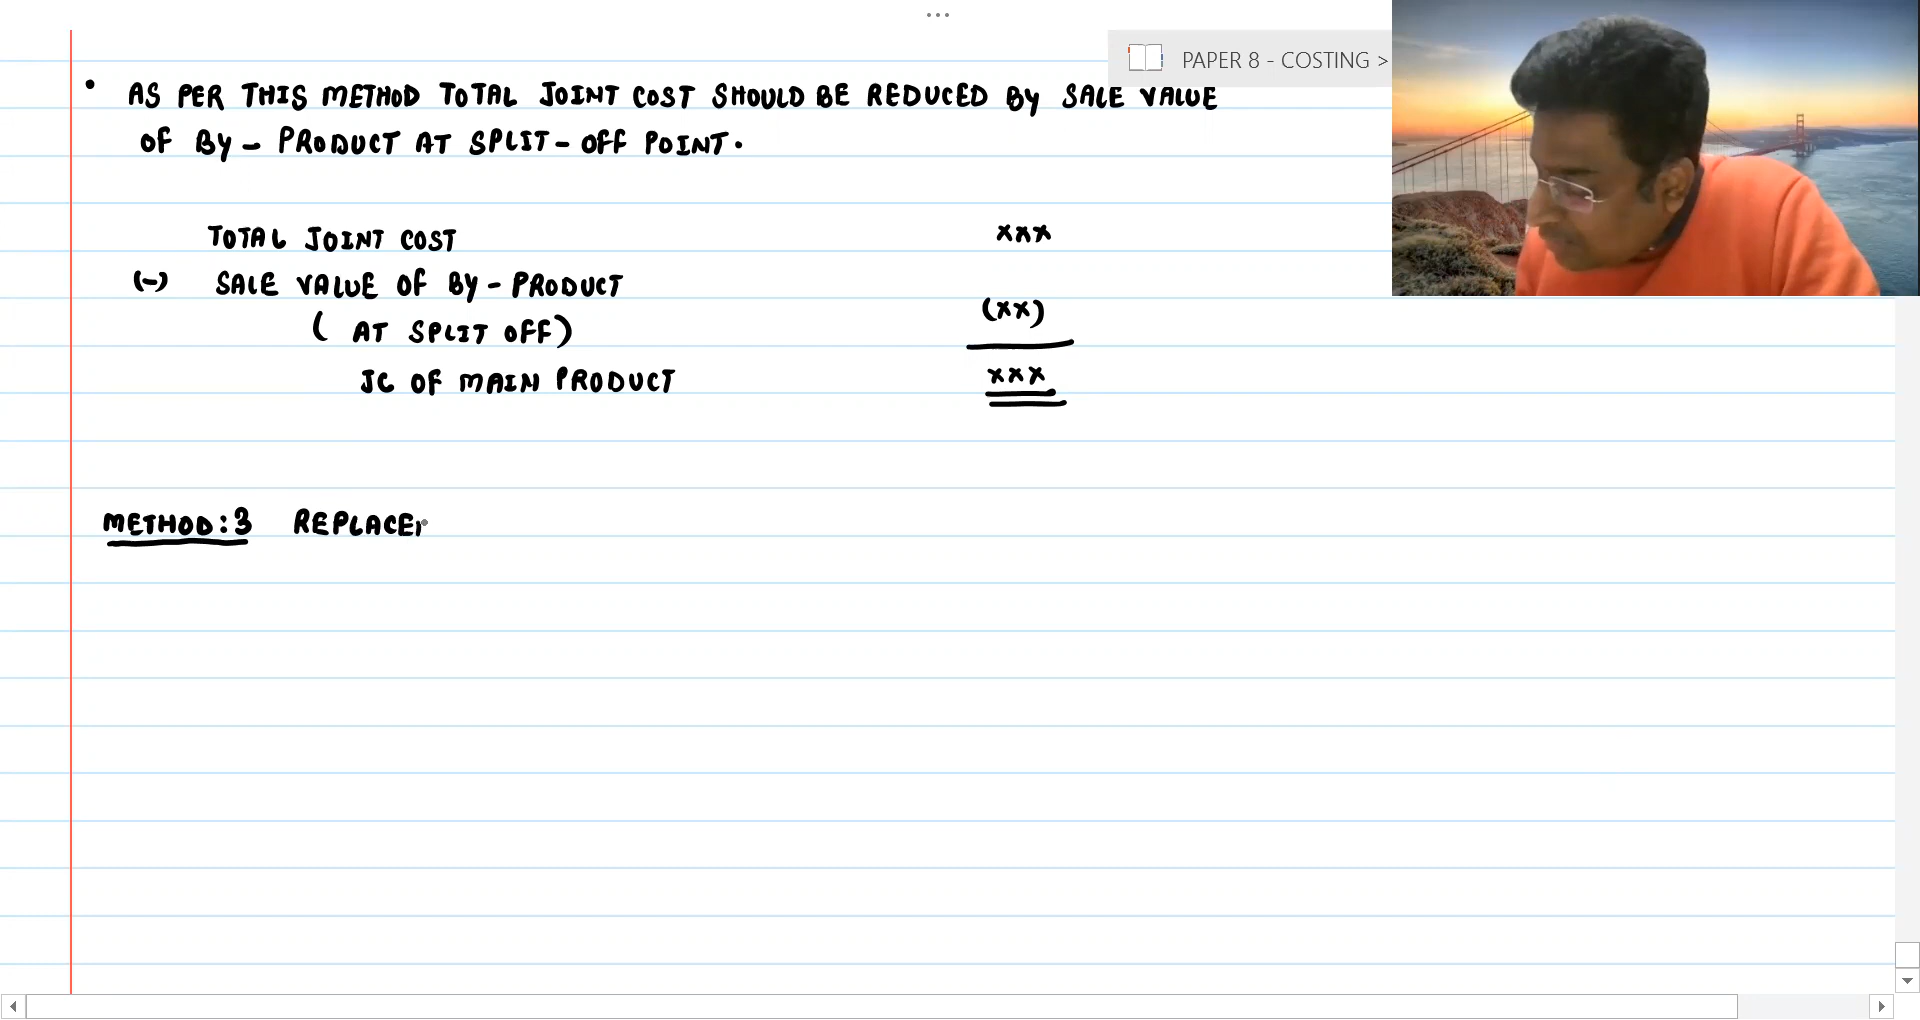 PAPER 8 - COSTING >
• AS PER THIS METHOD TOTAL JOINT COST SHOULD BE REDUCED BY SALE VALUE
OF BY - PRODUCT AT SPLIT - OFF POINT.
TOTAL JOINT COST xxx
(-) SALE VALUE OF BY - PRODUCT
( AT SPLIT OFF) (xx)
JC OF MAIN PRODUCT xxx
METHOD:3